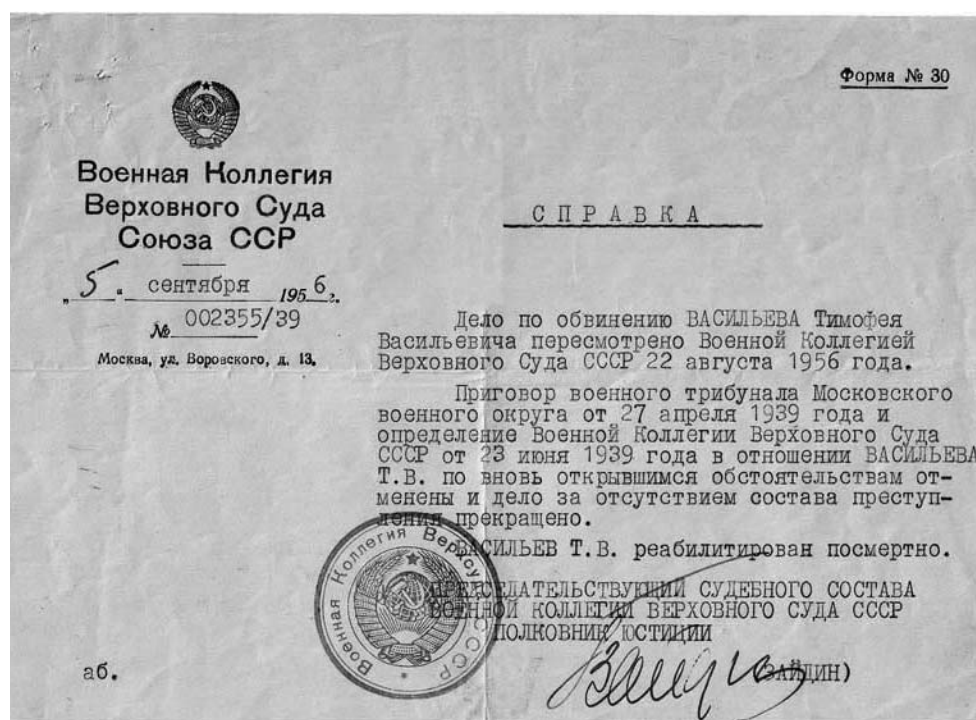 Форма № 30
Военная Коллегия
Верховного Суда
Союза ССР
„5“ сентября 1956 г.
№ 002355/39
Москва, ул. Воровского, д. 13.
СПРАВКА
Дело по обвинению ВАСИЛЬЕВА Тимофея
Васильевича пересмотрено Военной Коллегией
Верховного Суда СССР 22 августа 1956 года.
Приговор военного трибунала Московского
военного округа от 27 апреля 1939 года и
определение Военной Коллегии Верховного Суда
СССР от 23 июня 1939 года в отношении ВАСИЛЬЕВА
Т.В. по вновь открывшимся обстоятельствам от-
менены и дело за отсутствием состава преступ-
ления прекращено.
ВАСИЛЬЕВ Т.В. реабилитирован посмертно.
ПРЕДСЕДАТЕЛЬСТВУЮЩИЙ СУДЕБНОГО СОСТАВА
ВОЕННОЙ КОЛЛЕГИИ ВЕРХОВНОГО СУДА СССР
ПОЛКОВНИК ЮСТИЦИИ
ЗАЙДИН)
Военная Коллегия Верхсуда СССР
аб.